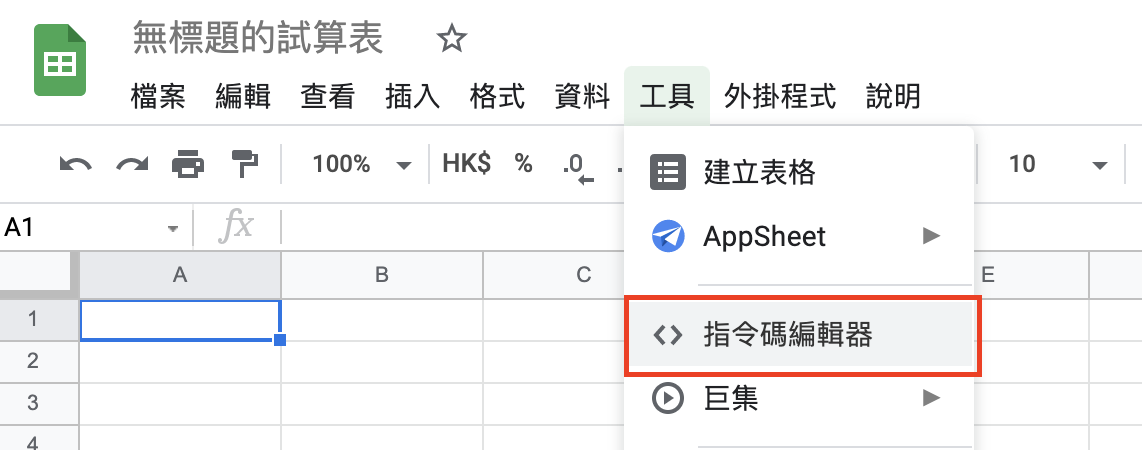 無標題的試算表
檔案 編輯 查看 插入 格式 資料 工具 外掛程式 說明
100% HK$ % .0 . 10
建立表格
A1 fx
AppSheet
A B C E
1
指令碼編輯器
2
3
巨集
4